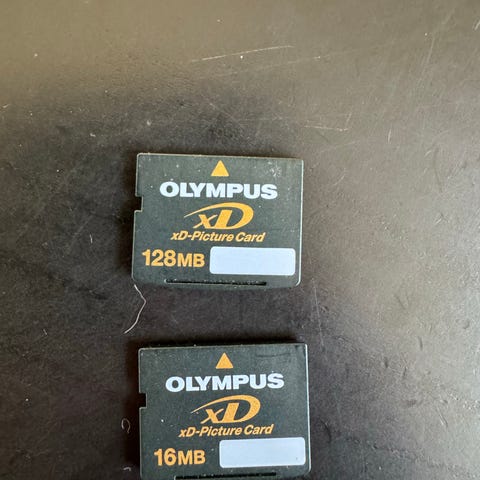 OLYMPUS
xD
xD-Picture Card
128MB
OLYMPUS
xD
xD-Picture Card
16MB